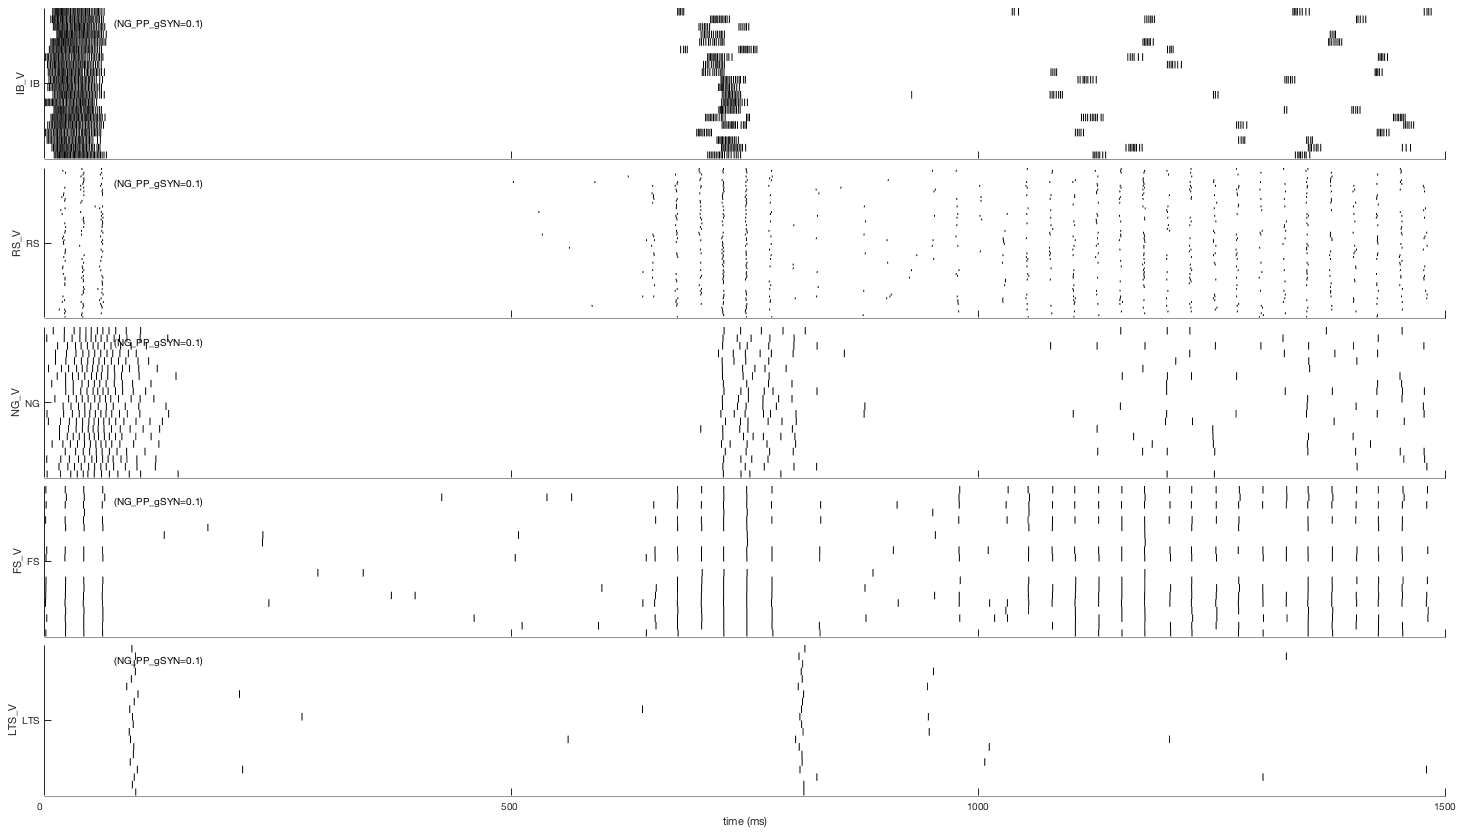 (NG_PP_gSYN=0.1)
IB_V
IB
(NG_PP_gSYN=0.1)
RS_V
RS
(NG_PP_gSYN=0.1)
NG_V
NG
(NG_PP_gSYN=0.1)
FS_V
FS
(NG_PP_gSYN=0.1)
LTS_V
LTS
0 500 1000 1500
time (ms)